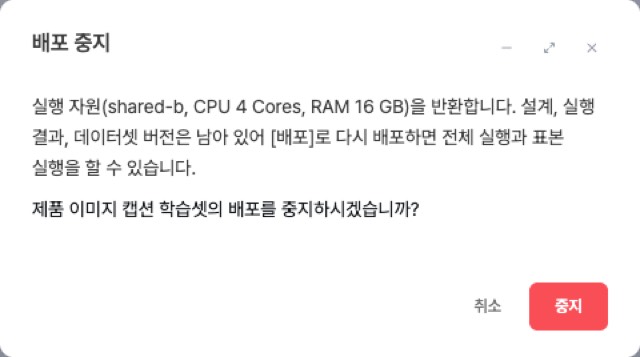 배포 중지
실행 자원(shared-b, CPU 4 Cores, RAM 16 GB)을 반환합니다. 설계, 실행
결과, 데이터셋 버전은 남아 있어 [배포]로 다시 배포하면 전체 실행과 표본
실행을 할 수 있습니다.
제품 이미지 캡션 학습셋의 배포를 중지하시겠습니까?
취소
중지